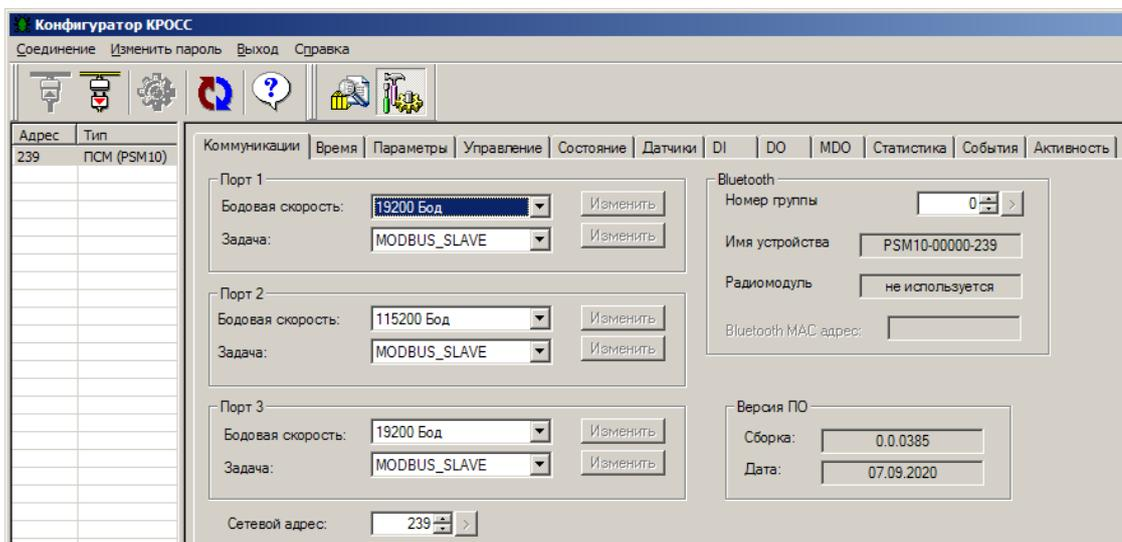 Конфигуратор КРОСС
Соединение Изменить пароль Выход Справка
Адрес Тип
239 ПСМ (PSM10)
Коммуникации Время Параметры Управление Состояние Датчики DI DO MDO Статистика События Активность
Порт 1
Бодовая скорость: 19200 Бод Изменить
Задача: MODBUS_SLAVE Изменить
Порт 2
Бодовая скорость: 115200 Бод Изменить
Задача: MODBUS_SLAVE Изменить
Порт 3
Бодовая скорость: 19200 Бод Изменить
Задача: MODBUS_SLAVE Изменить
Сетевой адрес: 239 >
Bluetooth
Номер группы 0 >
Имя устройства PSM10-00000-239
Радиомодуль не используется
Bluetooth MAC адрес:
Версия ПО
Сборка: 0.0.0385
Дата: 07.09.2020